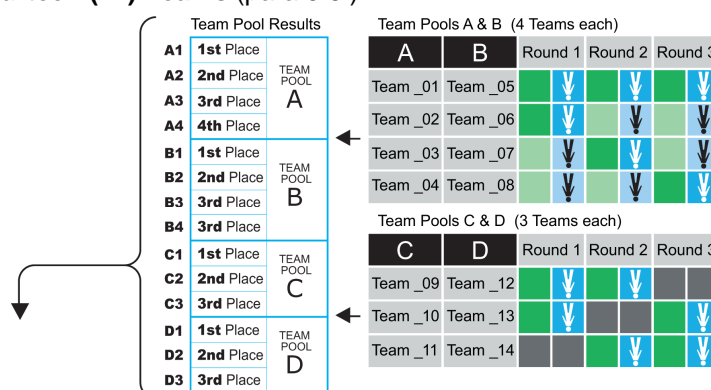 Team Pool Results
A1 1st Place
A2 2nd Place
A3 3rd Place
A4 4th Place
TEAM
POOL
A
B1 1st Place
B2 2nd Place
B3 3rd Place
B4 3rd Place
TEAM
POOL
B
C1 1st Place
C2 2nd Place
C3 3rd Place
TEAM
POOL
C
D1 1st Place
D2 2nd Place
D3 3rd Place
TEAM
POOL
D
Team Pools A & B (4 Teams each)
A B Round 1 Round 2 Round 3
Team _01 Team _05
Team _02 Team _06
Team _03 Team _07
Team _04 Team _08
Team Pools C & D (3 Teams each)
C D Round 1 Round 2 Round 3
Team _09 Team _12
Team _10 Team _13
Team _11 Team _14